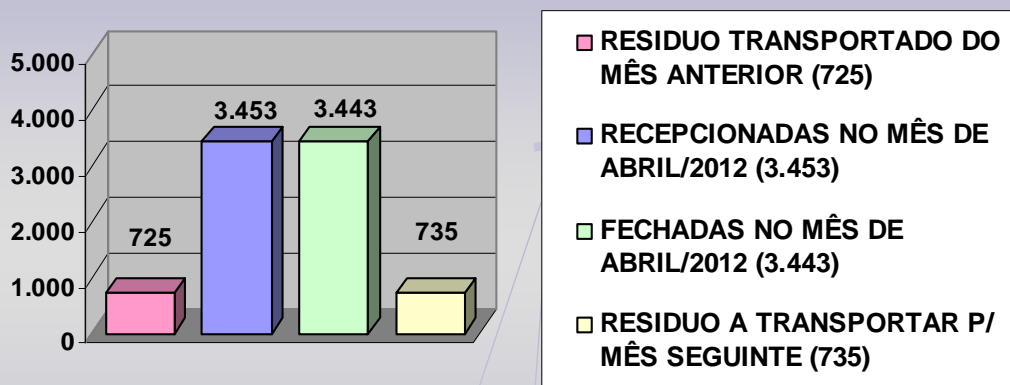 5.000
4.000
3.000
2.000
1.000
0
725
3.453
3.443
735
RESIDUO TRANSPORTADO DO
MÊS ANTERIOR (725)
RECEPCIONADAS NO MÊS DE
ABRIL/2012 (3.453)
FECHADAS NO MÊS DE
ABRIL/2012 (3.443)
RESIDUO A TRANSPORTAR P/
MÊS SEGUINTE (735)